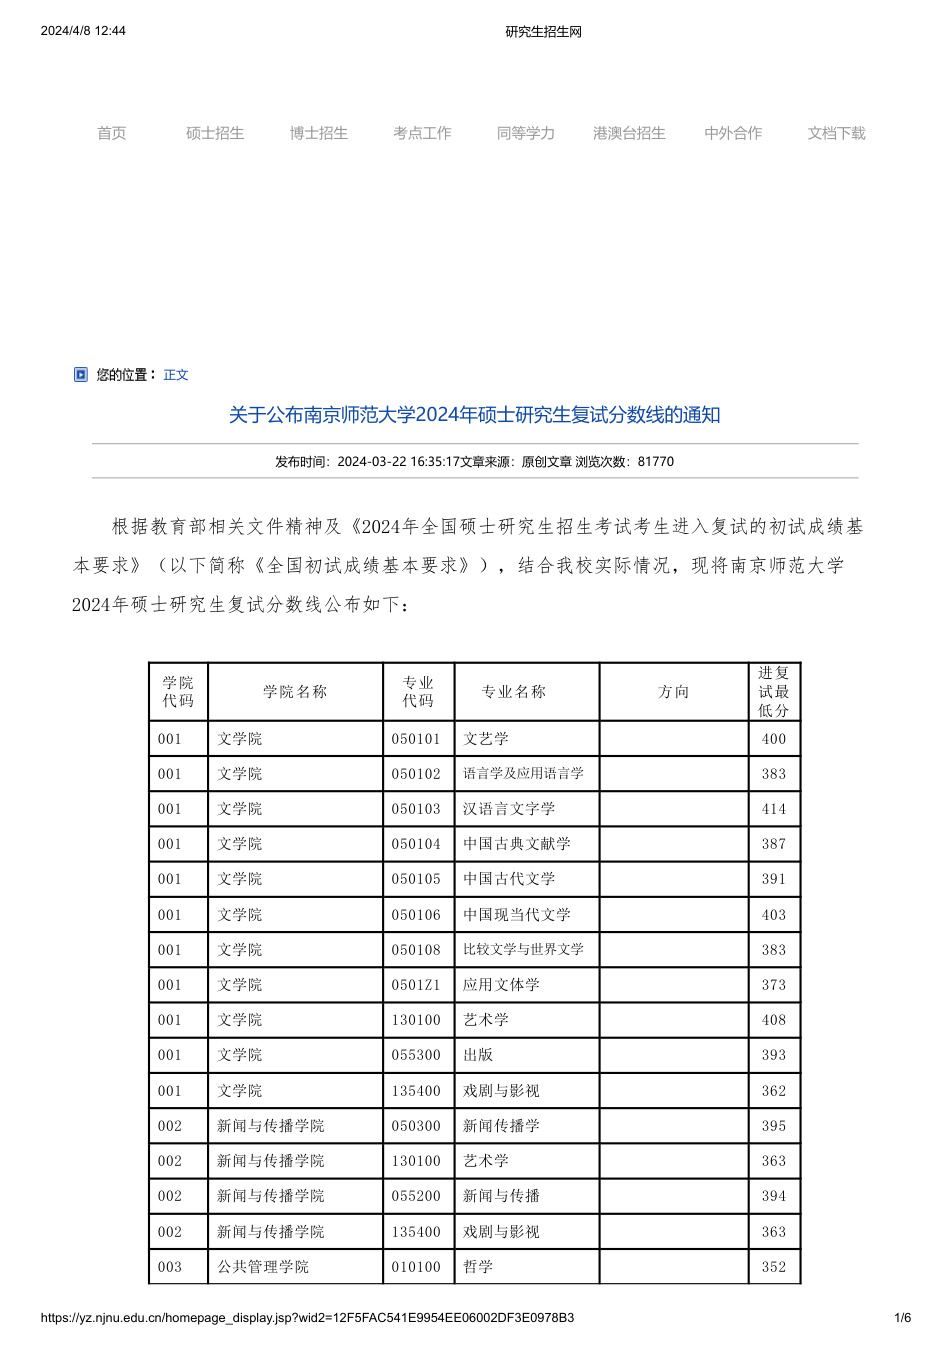 2024/4/8 12:44 研究生招生网
首页 硕士招生 博士招生 考点工作 同等学力 港澳台招生 中外合作 文档下载
您的位置： 正文
关于公布南京师范大学2024年硕士研究生复试分数线的通知
发布时间：2024-03-22 16:35:17文章来源：原创文章 浏览次数：81770
根据教育部相关文件精神及《2024年全国硕士研究生招生考试考生进入复试的初试成绩基
本要求》（以下简称《全国初试成绩基本要求》），结合我校实际情况，现将南京师范大学
2024年硕士研究生复试分数线公布如下：
学院代码 学院名称 专业代码 专业名称 方向 进复试最低分
001 文学院 050101 文艺学 400
001 文学院 050102 语言学及应用语言学 383
001 文学院 050103 汉语言文字学 414
001 文学院 050104 中国古典文献学 387
001 文学院 050105 中国古代文学 391
001 文学院 050106 中国现当代文学 403
001 文学院 050108 比较文学与世界文学 383
001 文学院 0501Z1 应用文体学 373
001 文学院 130100 艺术学 408
001 文学院 055300 出版 393
001 文学院 135400 戏剧与影视 362
002 新闻与传播学院 050300 新闻传播学 395
002 新闻与传播学院 130100 艺术学 363
002 新闻与传播学院 055200 新闻与传播 394
002 新闻与传播学院 135400 戏剧与影视 363
003 公共管理学院 010100 哲学 352
https://yz.njnu.edu.cn/homepage_display.jsp?wid2=12F5FAC541E9954EE06002DF3E0978B3 1/6